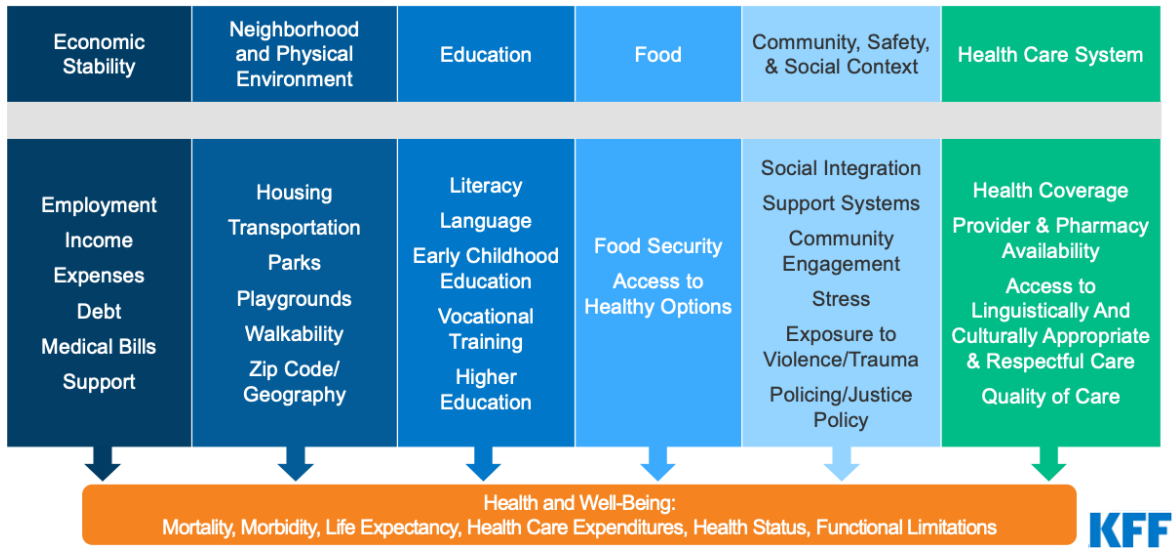 Economic
Stability
Neighborhood
and Physical
Environment
Education
Food
Community, Safety,
& Social Context
Health Care System
Employment
Income
Expenses
Debt
Medical Bills
Support
Housing
Transportation
Parks
Playgrounds
Walkability
Zip Code/
Geography
Literacy
Language
Early Childhood
Education
Vocational
Training
Higher
Education
Food Security
Access to
Healthy Options
Social Integration
Support Systems
Community
Engagement
Stress
Exposure to
Violence/Trauma
Policing/Justice
Policy
Health Coverage
Provider & Pharmacy
Availability
Access to
Linguistically And
Culturally Appropriate
& Respectful Care
Quality of Care
Health and Well-Being:
Mortality, Morbidity, Life Expectancy, Health Care Expenditures, Health Status, Functional Limitations
KFF